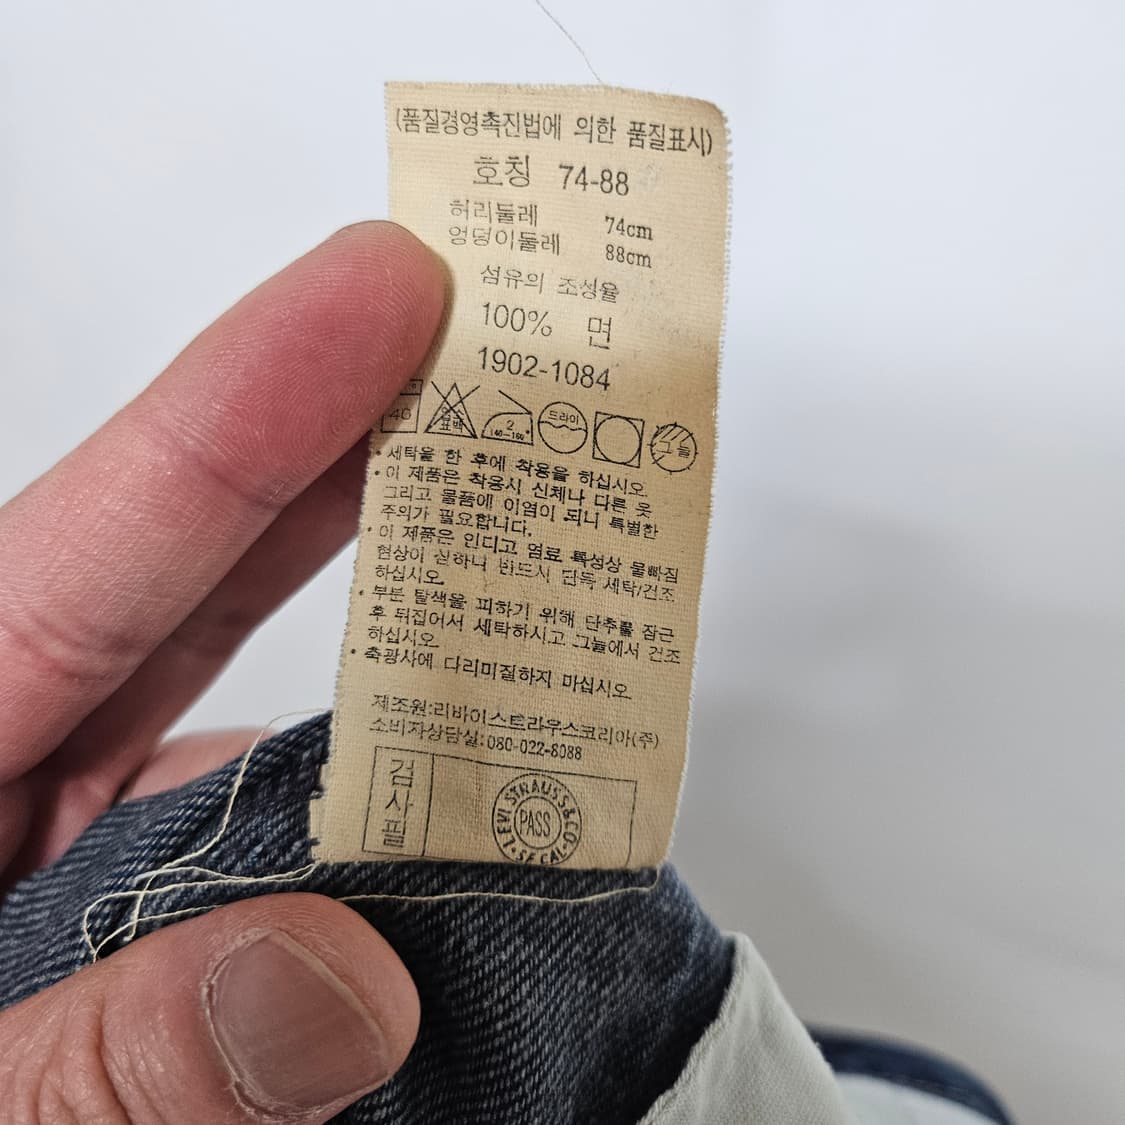 (품질경영촉진법에 의한 품질표시)
호칭 74-88
허리둘레 74cm
엉덩이둘레 88cm
섬유의 조성율
100% 면
1902-1084
40 염소표백 2 140~160° 드라이 그늘
• 세탁을 한 후에 착용을 하십시오.
• 이 제품은 착용시 신체나 다른 옷
그리고 물품에 이염이 되니 특별한
주의가 필요합니다.
• 이 제품은 인디고 염료 특성상 물빠짐
현상이 심하니 반드시 단독 세탁/건조
하십시오.
• 부분 탈색을 피하기 위해 단추를 잠근
후 뒤집어서 세탁하시고 그늘에서 건조
하십시오.
• 축광사에 다리미질하지 마십시오.
제조원:리바이스트라우스코리아(주)
소비자상담실:080-022-8088
검사필
LEVI STRAUSS & CO. S.F. CAL.
PASS